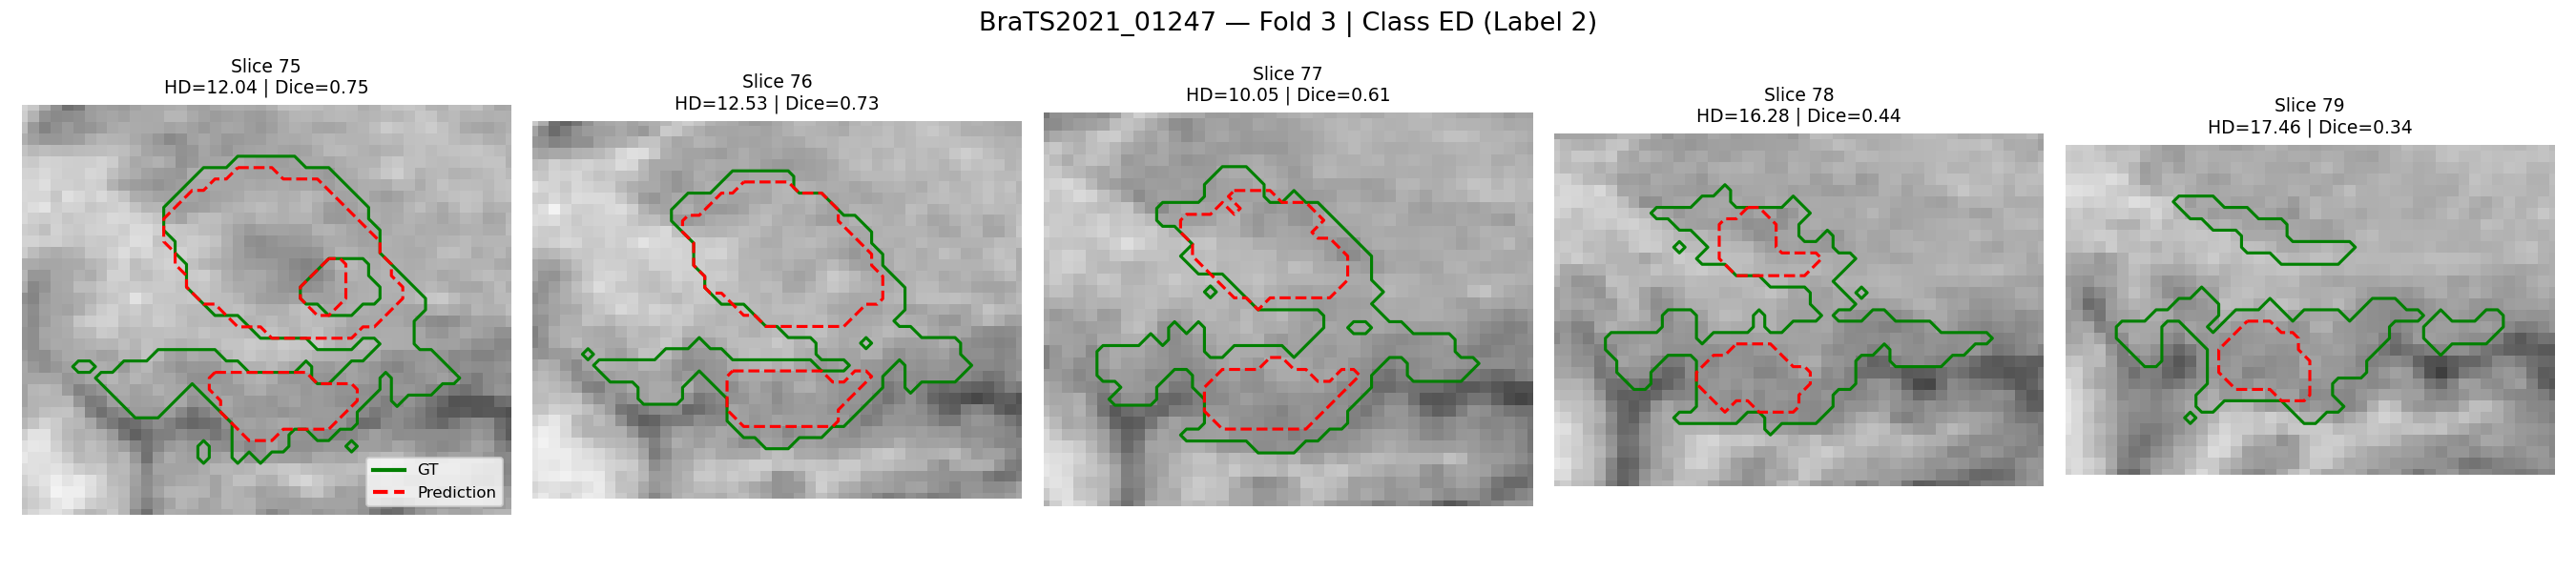 BraTS2021_01247 — Fold 3 | Class ED (Label 2)
Slice 75
HD=12.04 | Dice=0.75
Slice 76
HD=12.53 | Dice=0.73
Slice 77
HD=10.05 | Dice=0.61
Slice 78
HD=16.28 | Dice=0.44
Slice 79
HD=17.46 | Dice=0.34
GT
Prediction